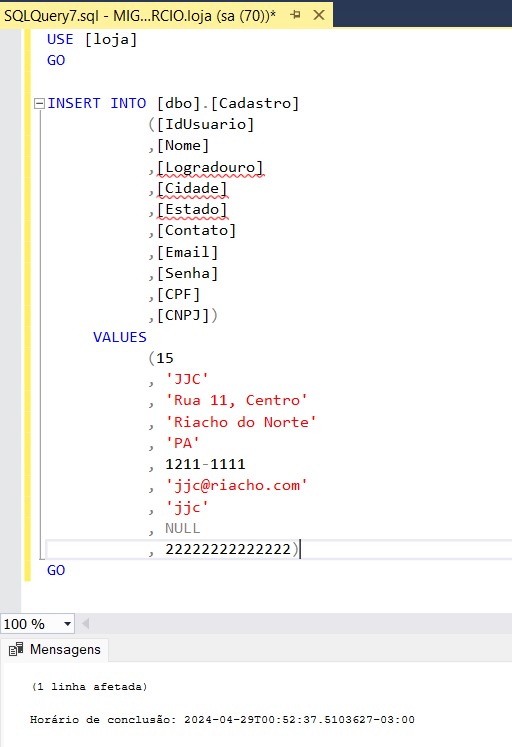 SQLQuery7.sql - MIG...RCIO.loja (sa (70))*
USE [loja]
GO
INSERT INTO [dbo].[Cadastro]
([IdUsuario]
,[Nome]
,[Logradouro]
,[Cidade]
,[Estado]
,[Contato]
,[Email]
,[Senha]
,[CPF]
,[CNPJ])
VALUES
(15
, 'JJC'
, 'Rua 11, Centro'
, 'Riacho do Norte'
, 'PA'
, 1211-1111
, 'jjc@riacho.com'
, 'jjc'
, NULL
, 22222222222222)
GO
100 %
Mensagens
(1 linha afetada)
Horário de conclusão: 2024-04-29T00:52:37.5103627-03:00